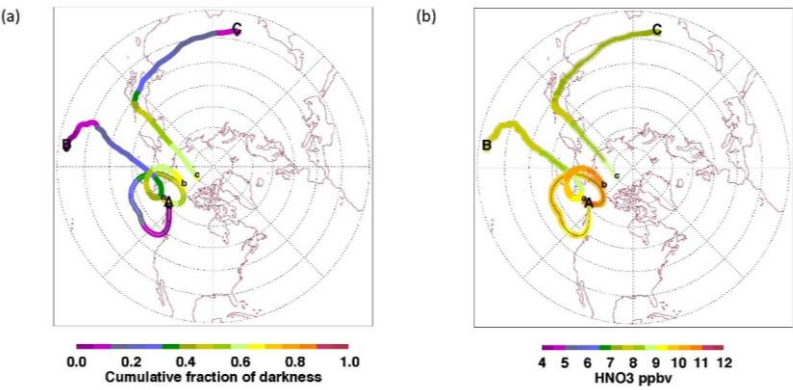 (a)
(b)
C
B
A
a
b
c
C
B
A
a
b
c
0.0 0.2 0.4 0.6 0.8 1.0
Cumulative fraction of darkness
4 5 6 7 8 9 10 11 12
HNO3 ppbv